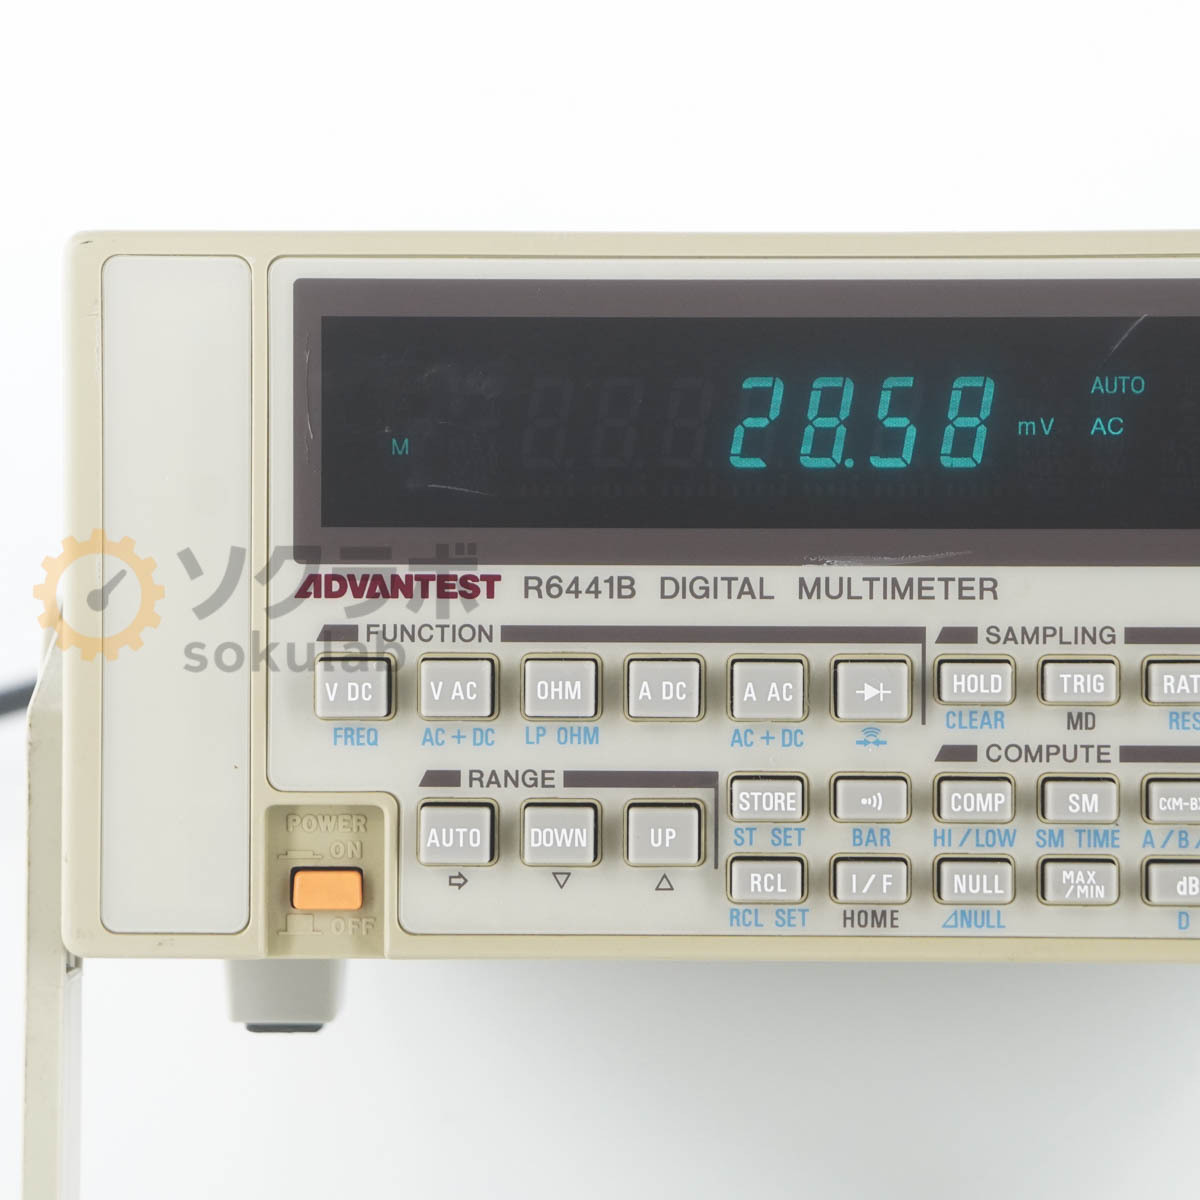 28.58 mV AUTO
M AC
ソクラボ
sokulab
ADVANTEST R6441B DIGITAL MULTIMETER
FUNCTION SAMPLING
V DC V AC OHM A DC A AC HOLD TRIG
FREQ AC + DC LP OHM AC + DC CLEAR MD RES
RANGE COMPUTE
AUTO DOWN UP STORE COMP SM
ST SET BAR HI / LOW SM TIME A / B /
POWER
ON
OFF
RCL I / F NULL MAX /MIN dB
RCL SET HOME ⊿NULL D